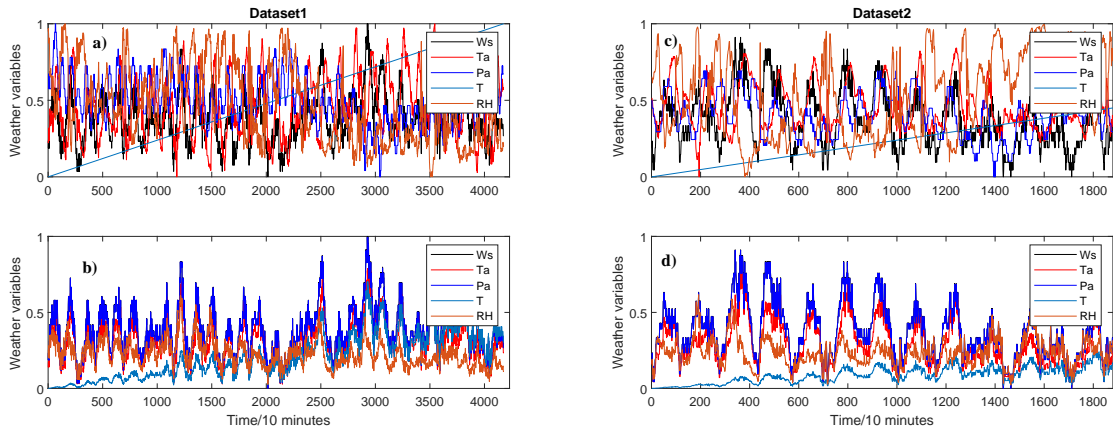 Dataset1
a)
Weather variables
1
0.5
0
0 500 1000 1500 2000 2500 3000 3500 4000
Ws
Ta
Pa
T
RH
Dataset2
c)
Weather variables
1
0.5
0
0 200 400 600 800 1000 1200 1400 1600 1800
Ws
Ta
Pa
T
RH
b)
Weather variables
1
0.5
0
0 500 1000 1500 2000 2500 3000 3500 4000
Time/10 minutes
Ws
Ta
Pa
T
RH
d)
Weather variables
1
0.5
0
0 200 400 600 800 1000 1200 1400 1600 1800
Time/10 minutes
Ws
Ta
Pa
T
RH